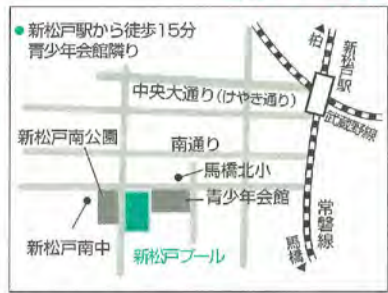 ●新松戸駅から徒歩15分
青少年会館隣り
▲柏
新松戸駅
中央大通り(けやき通り)
武蔵野線
新松戸南公園
南通り
馬橋北小
青少年会館
常磐線
新松戸南中
新松戸プール
馬橋▼